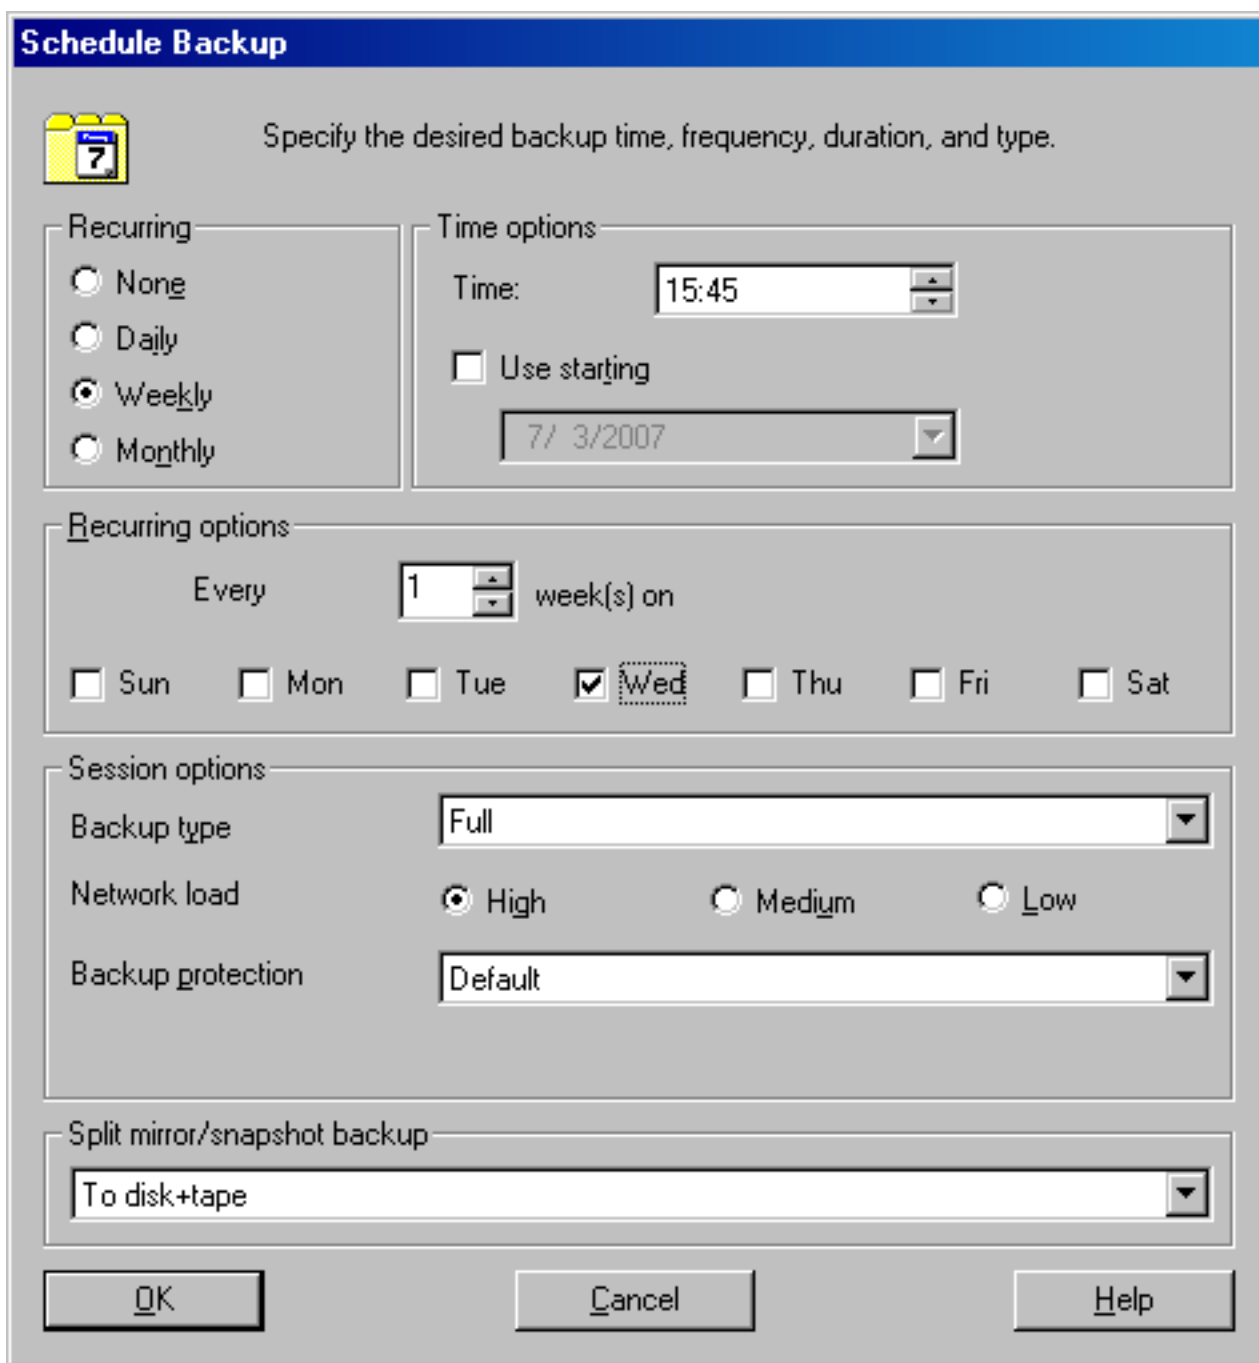 Schedule Backup
7
Specify the desired backup time, frequency, duration, and type.
Recurring
None
Daily
Weekly
Monthly
Time options
Time: 15:45
Use starting
7/ 3/2007
Recurring options
Every 1 week(s) on
Sun Mon Tue Wed Thu Fri Sat
Session options
Backup type Full
Network load High Medium Low
Backup protection Default
Split mirror/snapshot backup
To disk+tape
OK Cancel Help